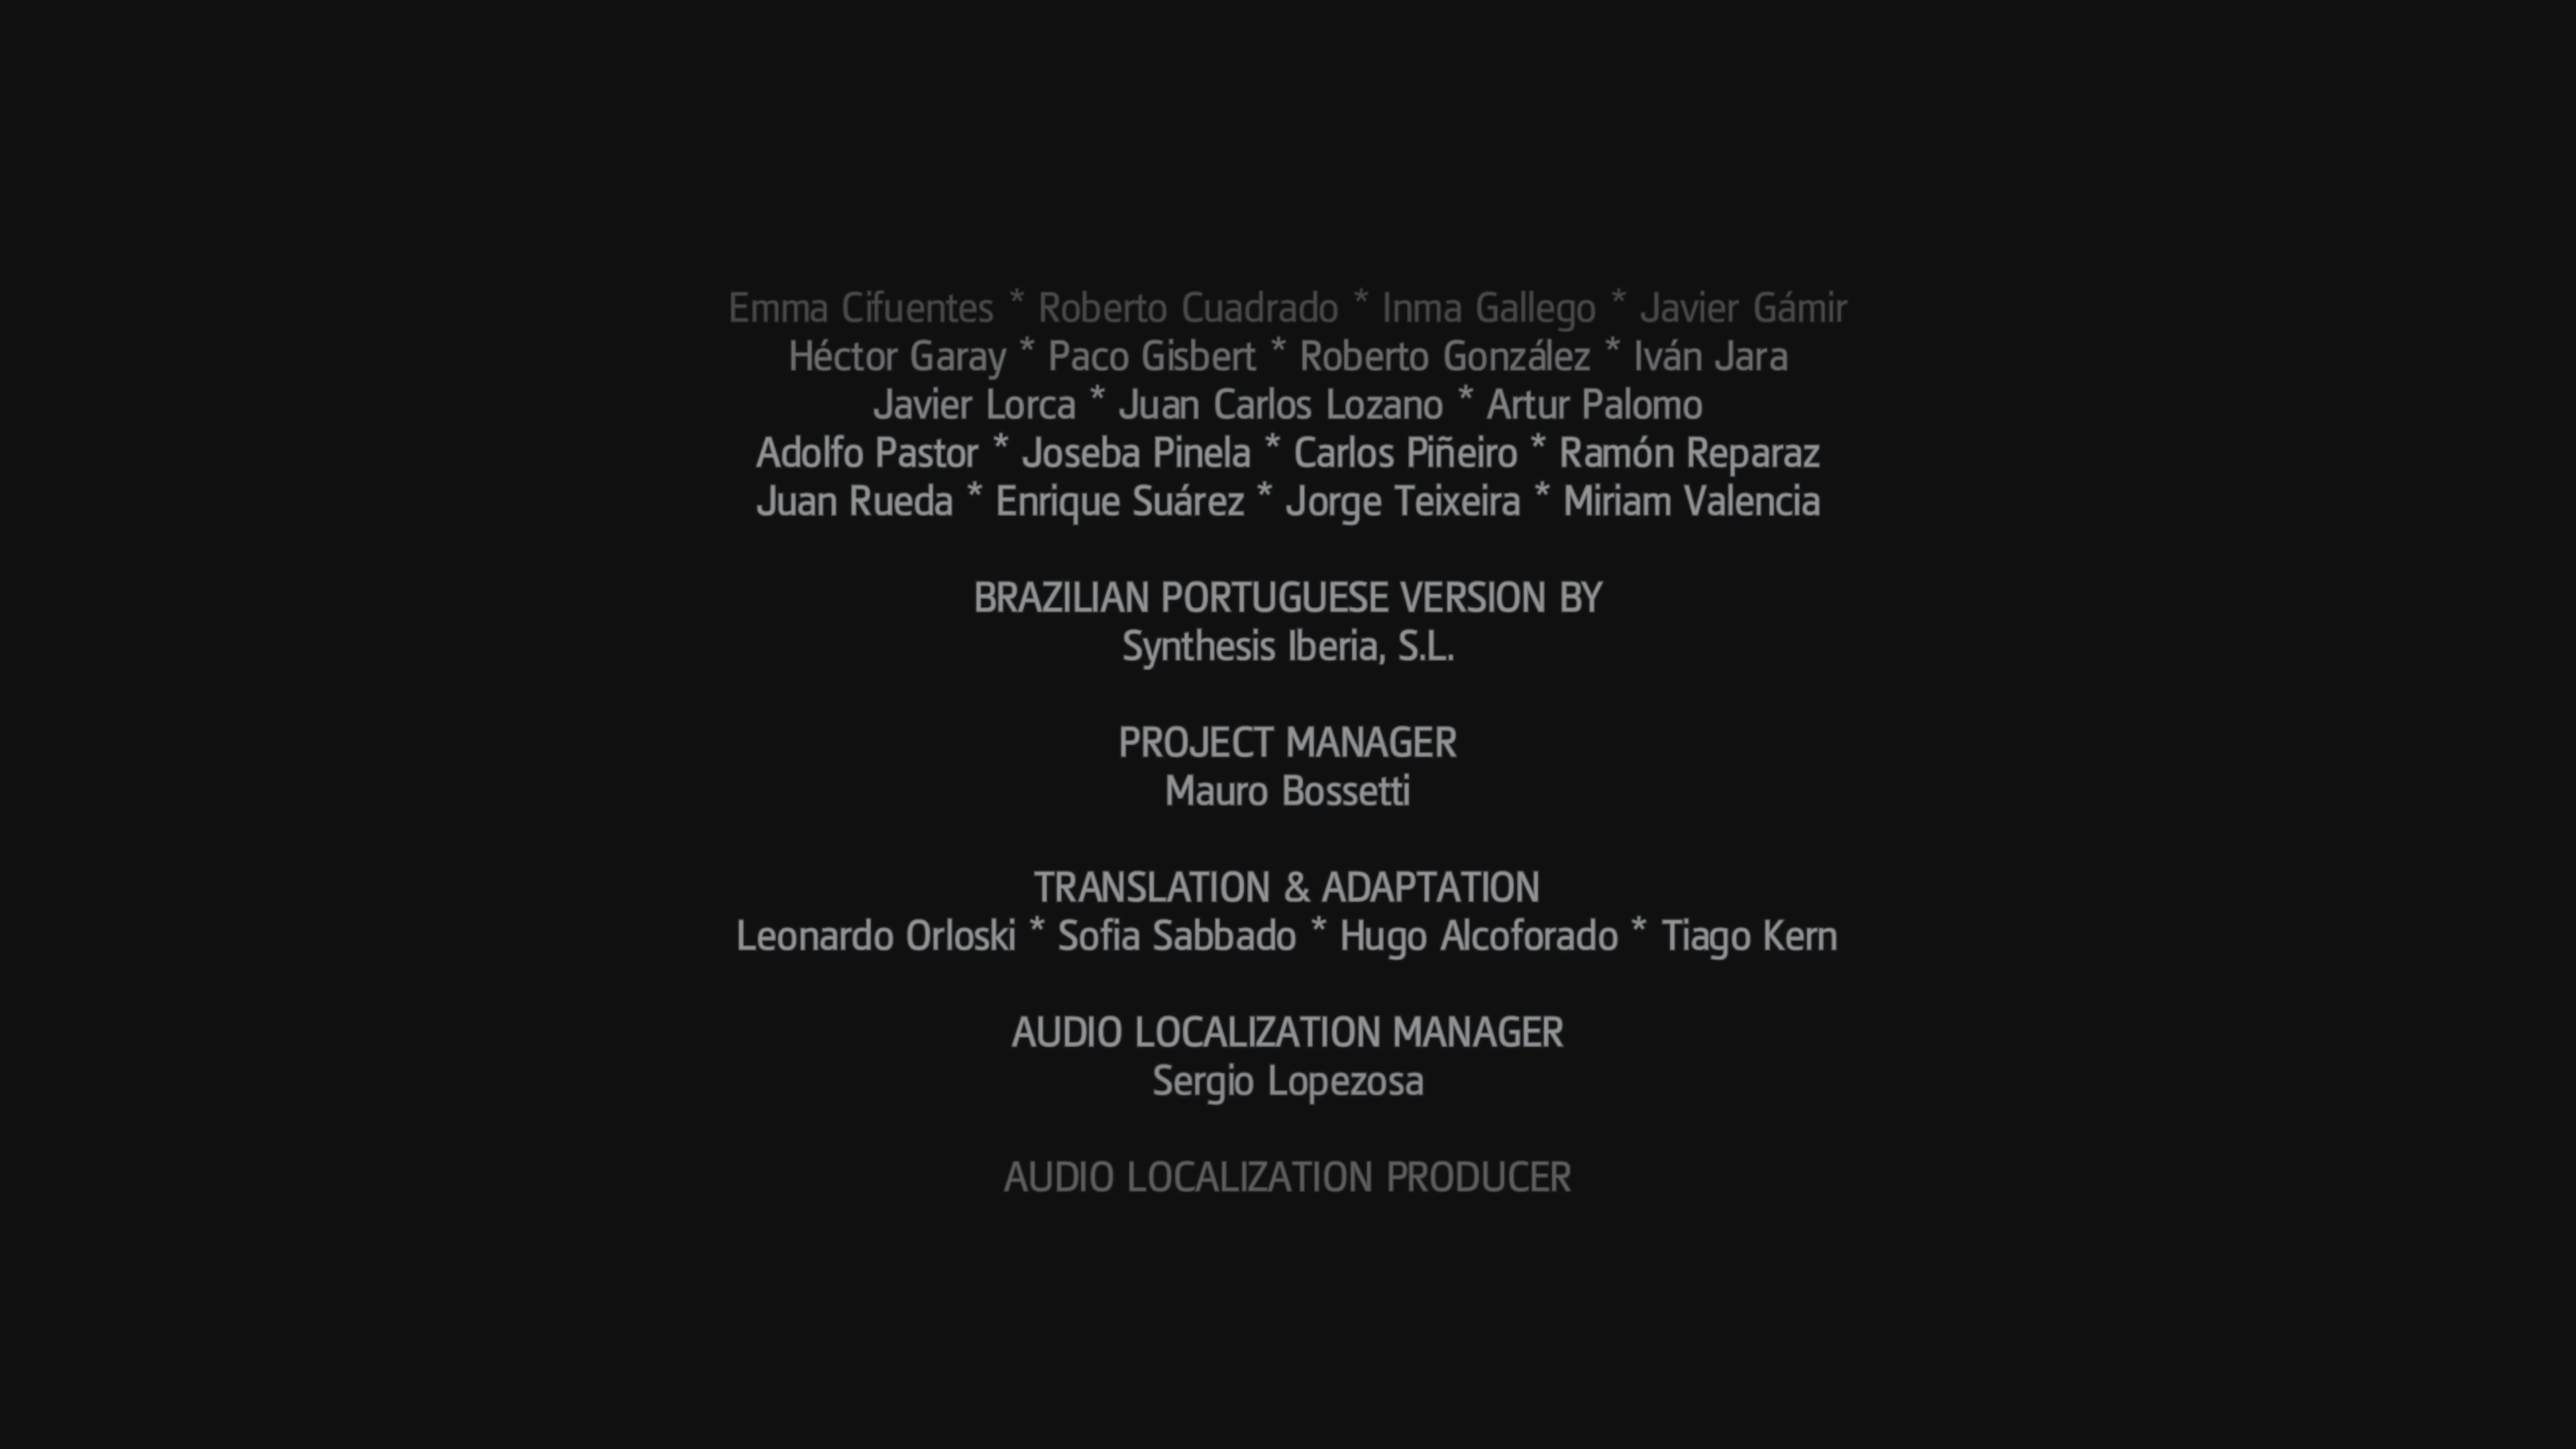 Emma Cifuentes * Roberto Cuadrado * Inma Gallego * Javier Gámir
Héctor Garay * Paco Gisbert * Roberto González * Iván Jara
Javier Lorca * Juan Carlos Lozano * Artur Palomo
Adolfo Pastor * Joseba Pinela * Carlos Piñeiro * Ramón Reparaz
Juan Rueda * Enrique Suárez * Jorge Teixeira * Miriam Valencia
BRAZILIAN PORTUGUESE VERSION BY
Synthesis Iberia, S.L.
PROJECT MANAGER
Mauro Bossetti
TRANSLATION & ADAPTATION
Leonardo Orloski * Sofia Sabbado * Hugo Alcoforado * Tiago Kern
AUDIO LOCALIZATION MANAGER
Sergio Lopezosa
AUDIO LOCALIZATION PRODUCER